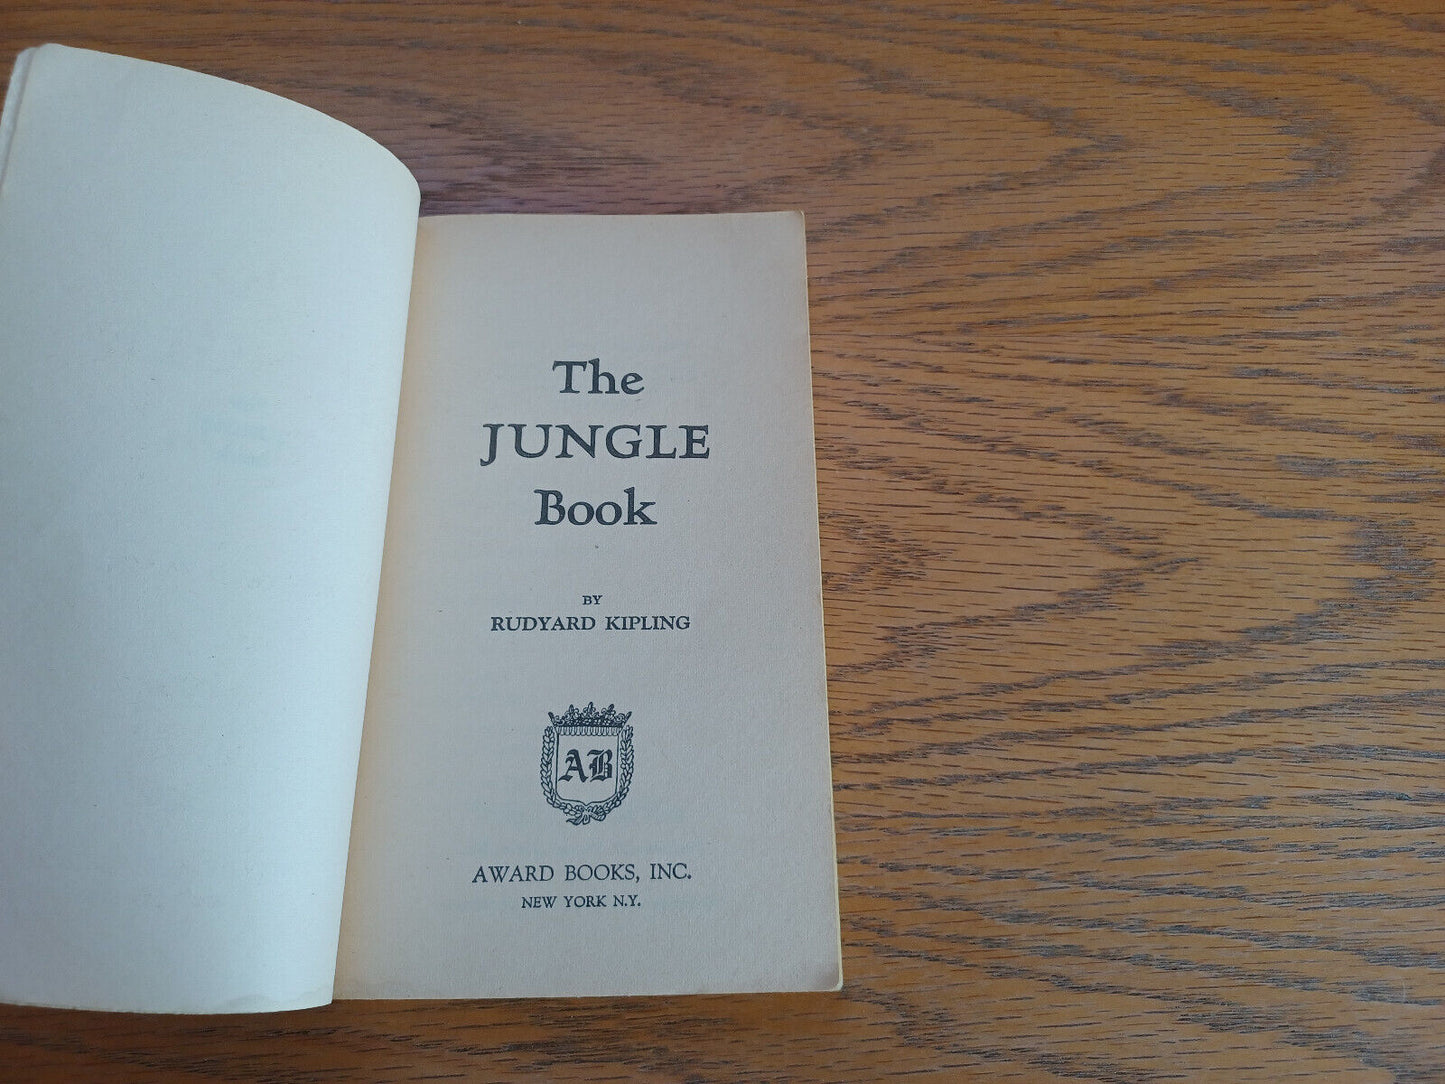 The
JUNGLE
Book
BY
RUDYARD KIPLING
AB
AWARD BOOKS, INC.
NEW YORK N.Y.